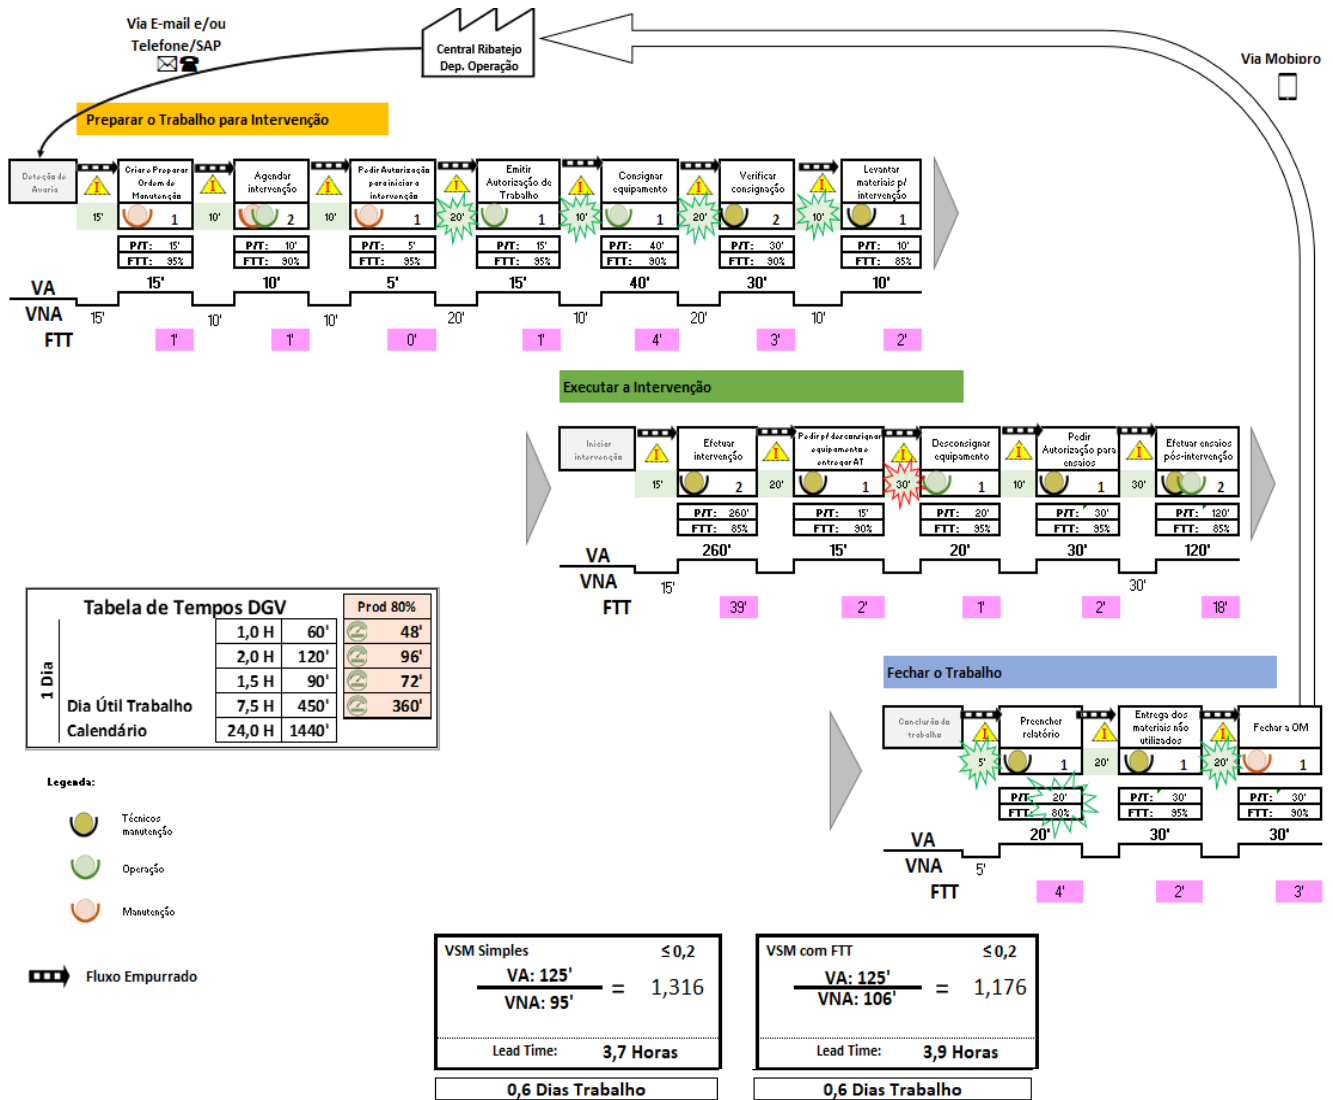 Via E-mail e/ou
Telefone/SAP
Central Ribatejo
Dep. Operação
Via Mobipro
Preparar o Trabalho para Intervenção
Deteção da
Avaria
Criar e Preparar
Ordem de
Manutenção
Agendar
intervenção
Pedir Autorização
para iniciar a
intervenção
Emitir
Autorização de
Trabalho
Consignar
equipamento
Verificar
consignação
Levantar
materiais p/
intervenção
I I I I I I I
15' 1 10' 2 10' 1 20' 1 10' 1 20' 2 10' 1
P/T: 15' P/T: 10' P/T: 5' P/T: 15' P/T: 40' P/T: 30' P/T: 10'
FTT: 95% FTT: 90% FTT: 95% FTT: 95% FTT: 90% FTT: 90% FTT: 85%
VA 15' 10' 5' 15' 40' 30' 10'
VNA 15' 10' 10' 20' 10' 20' 10'
FTT 1' 1' 0' 1' 4' 3' 2'
Executar a Intervenção
Iniciar
intervenção
Efetuar
intervenção
Pedir p/ desconsignar
equipamento e
entregar AT
Desconsignar
equipamento
Pedir
Autorização para
ensaios
Efetuar ensaios
pós-intervenção
I I I I I
15' 2 20' 1 30' 1 10' 1 30' 2
P/T: 260' P/T: 15' P/T: 20' P/T: 30' P/T: 120'
FTT: 85% FTT: 90% FTT: 95% FTT: 95% FTT: 85%
VA 260' 15' 20' 30' 120'
VNA 15' 30'
FTT 39' 2' 1' 2' 18'
Tabela de Tempos DGV Prod 80%
1 Dia
1,0 H 60' 48'
2,0 H 120' 96'
1,5 H 90' 72'
Dia Útil Trabalho 7,5 H 450' 360'
Calendário 24,0 H 1440'
Fechar o Trabalho
Conclusão do
trabalho
Preencher
relatório
Entrega dos
materiais não
utilizados
Fechar a OM
I I I
5' 1 20' 1 20' 1
P/T: 20' P/T: 30' P/T: 30'
FTT: 80% FTT: 95% FTT: 90%
VA 20' 30' 30'
VNA 5'
FTT 4' 2' 3'
Legenda:
Técnicos
manutenção
Operação
Manutenção
Fluxo Empurrado
VSM Simples ≤ 0,2
VA: 125'
VNA: 95'
= 1,316
Lead Time: 3,7 Horas
0,6 Dias Trabalho
VSM com FTT ≤ 0,2
VA: 125'
VNA: 106'
= 1,176
Lead Time: 3,9 Horas
0,6 Dias Trabalho